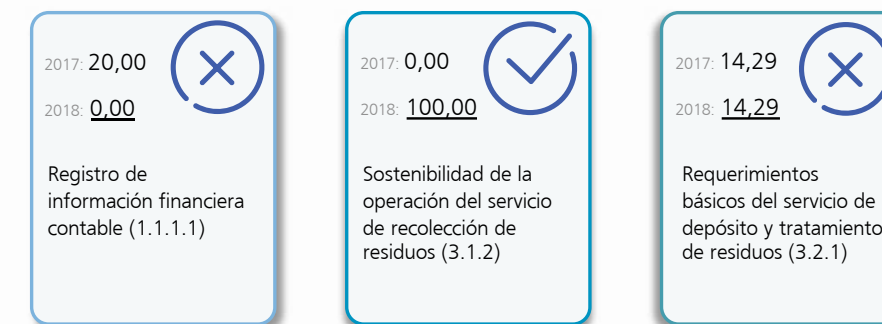 2017: 20,00
2018: 0,00
Registro de
información financiera
contable (1.1.1.1)
2017: 0,00
2018: 100,00
Sostenibilidad de la
operación del servicio
de recolección de
residuos (3.1.2)
2017: 14,29
2018: 14,29
Requerimientos
básicos del servicio de
depósito y tratamiento
de residuos (3.2.1)